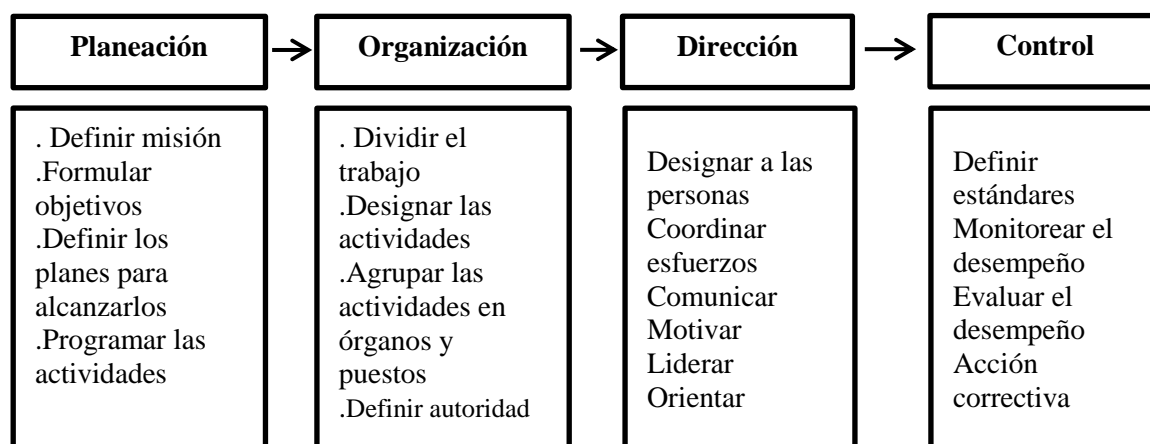 Planeación
Organización
Dirección
Control
. Definir misión
.Formular
objetivos
.Definir los
planes para
alcanzarlos
.Programar las
actividades
. Dividir el
trabajo
.Designar las
actividades
.Agrupar las
actividades en
órganos y
puestos
.Definir autoridad
Designar a las
personas
Coordinar
esfuerzos
Comunicar
Motivar
Liderar
Orientar
Definir
estándares
Monitorear el
desempeño
Evaluar el
desempeño
Acción
correctiva